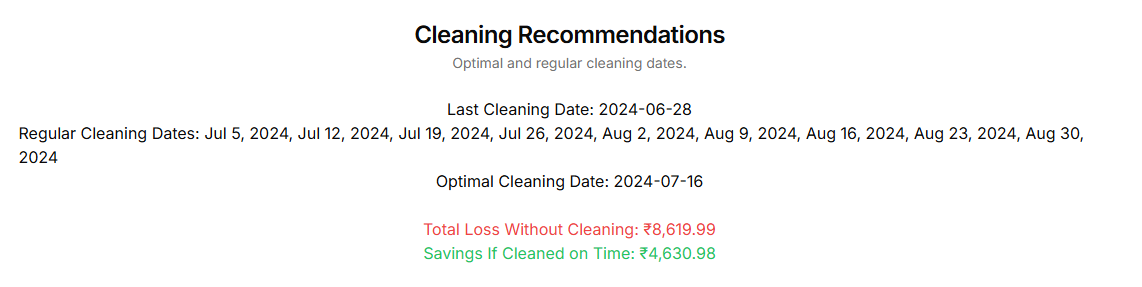 Cleaning Recommendations
Optimal and regular cleaning dates.
Last Cleaning Date: 2024-06-28
Regular Cleaning Dates: Jul 5, 2024, Jul 12, 2024, Jul 19, 2024, Jul 26, 2024, Aug 2, 2024, Aug 9, 2024, Aug 16, 2024, Aug 23, 2024, Aug 30,
2024
Optimal Cleaning Date: 2024-07-16
Total Loss Without Cleaning: ₹8,619.99
Savings If Cleaned on Time: ₹4,630.98